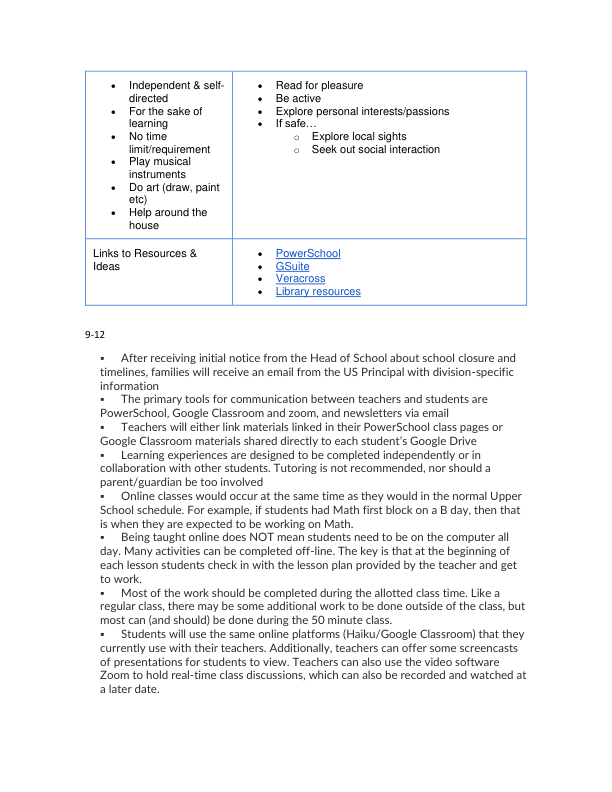 • Independent & self-
directed
• For the sake of
learning
• No time
limit/requirement
• Play musical
instruments
• Do art (draw, paint
etc)
• Help around the
house
• Read for pleasure
• Be active
• Explore personal interests/passions
• If safe…
o Explore local sights
o Seek out social interaction
Links to Resources &
Ideas
• PowerSchool
• GSuite
• Veracross
• Library resources
9-12
▪ After receiving initial notice from the Head of School about school closure and
timelines, families will receive an email from the US Principal with division-specific
information
▪ The primary tools for communication between teachers and students are
PowerSchool, Google Classroom and zoom, and newsletters via email
▪ Teachers will either link materials linked in their PowerSchool class pages or
Google Classroom materials shared directly to each student’s Google Drive
▪ Learning experiences are designed to be completed independently or in
collaboration with other students. Tutoring is not recommended, nor should a
parent/guardian be too involved
▪ Online classes would occur at the same time as they would in the normal Upper
School schedule. For example, if students had Math first block on a B day, then that
is when they are expected to be working on Math.
▪ Being taught online does NOT mean students need to be on the computer all
day. Many activities can be completed off-line. The key is that at the beginning of
each lesson students check in with the lesson plan provided by the teacher and get
to work.
▪ Most of the work should be completed during the allotted class time. Like a
regular class, there may be some additional work to be done outside of the class, but
most can (and should) be done during the 50 minute class.
▪ Students will use the same online platforms (Haiku/Google Classroom) that they
currently use with their teachers. Additionally, teachers can offer some screencasts
of presentations for students to view. Teachers can also use the video software
Zoom to hold real-time class discussions, which can also be recorded and watched at
a later date.